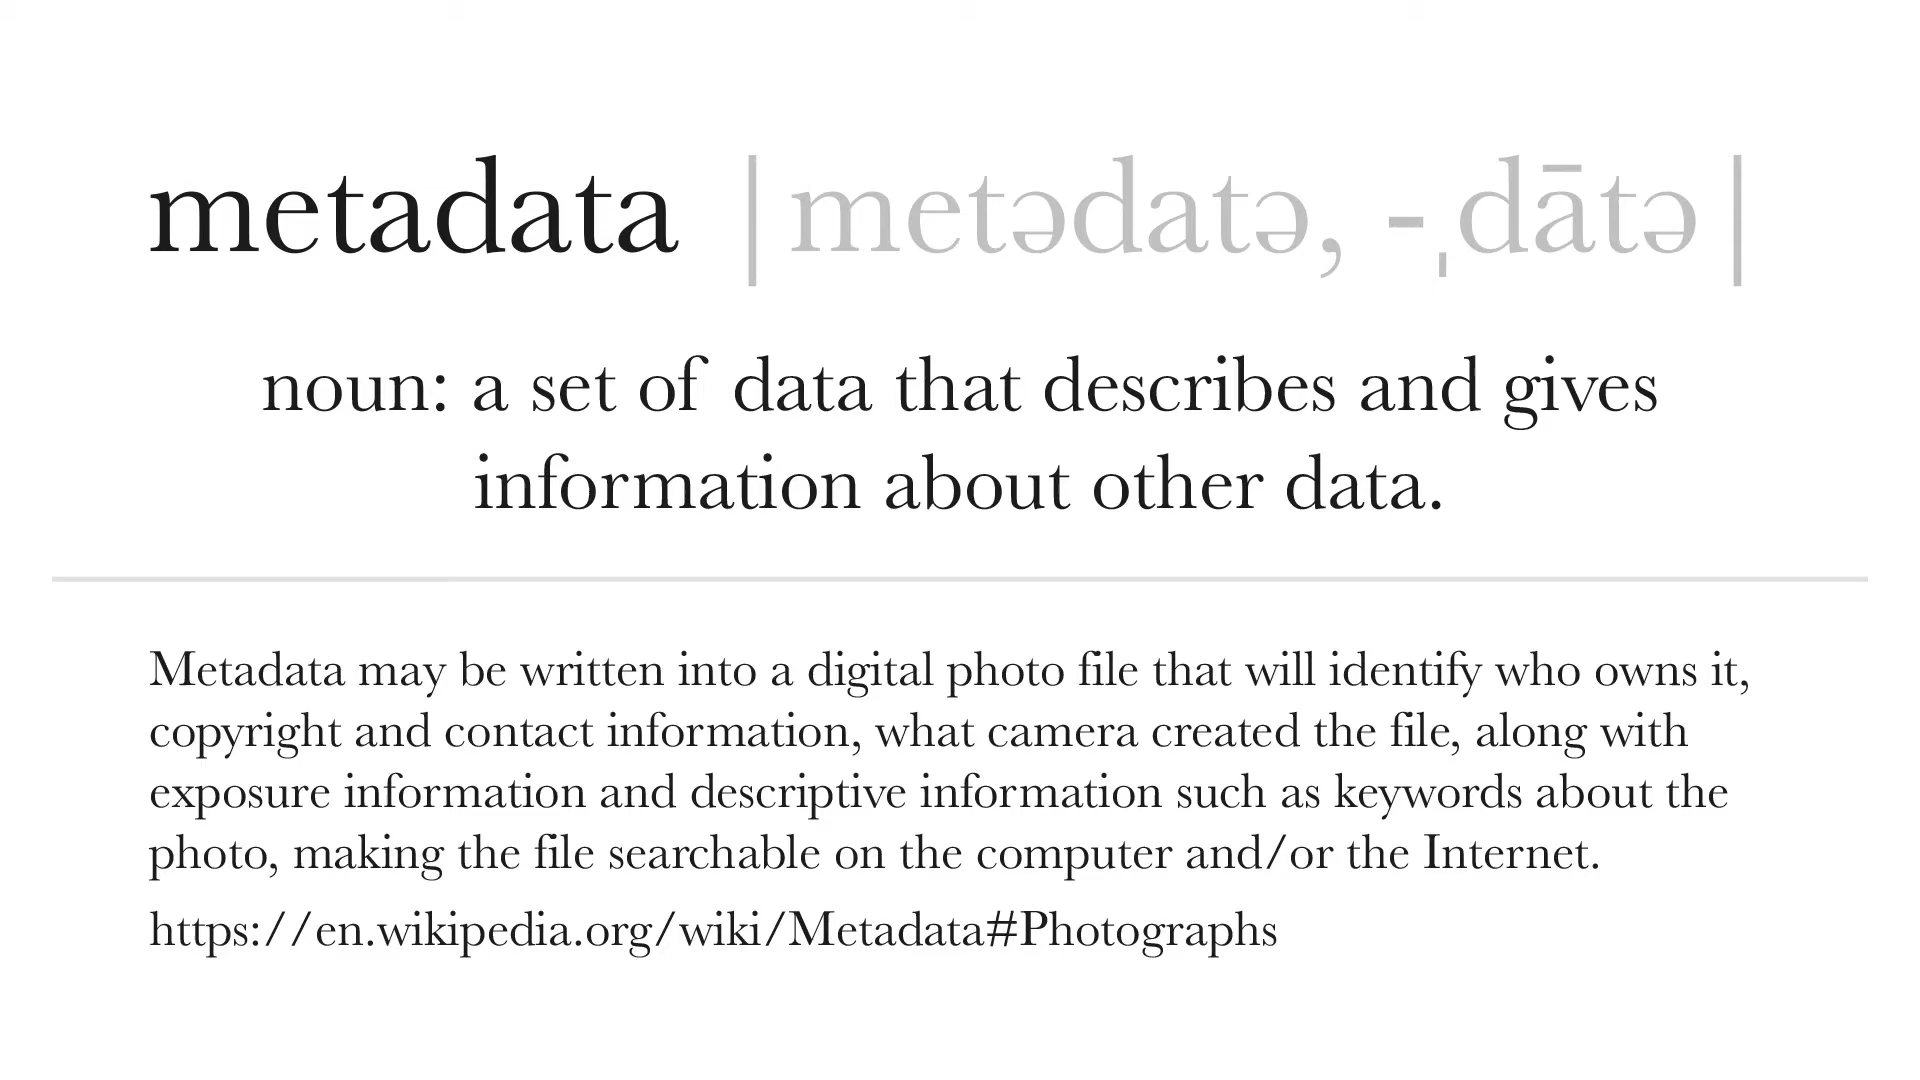 metadata |metədatə, -ˌdātə|
noun: a set of data that describes and gives
information about other data.
Metadata may be written into a digital photo file that will identify who owns it,
copyright and contact information, what camera created the file, along with
exposure information and descriptive information such as keywords about the
photo, making the file searchable on the computer and/or the Internet.
https://en.wikipedia.org/wiki/Metadata#Photographs